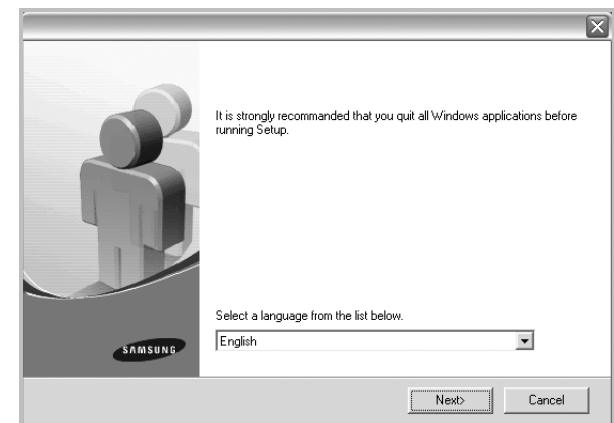 It is strongly recommanded that you quit all Windows applications before
running Setup.
Select a language from the list below.
English
SAMSUNG
Next>
Cancel